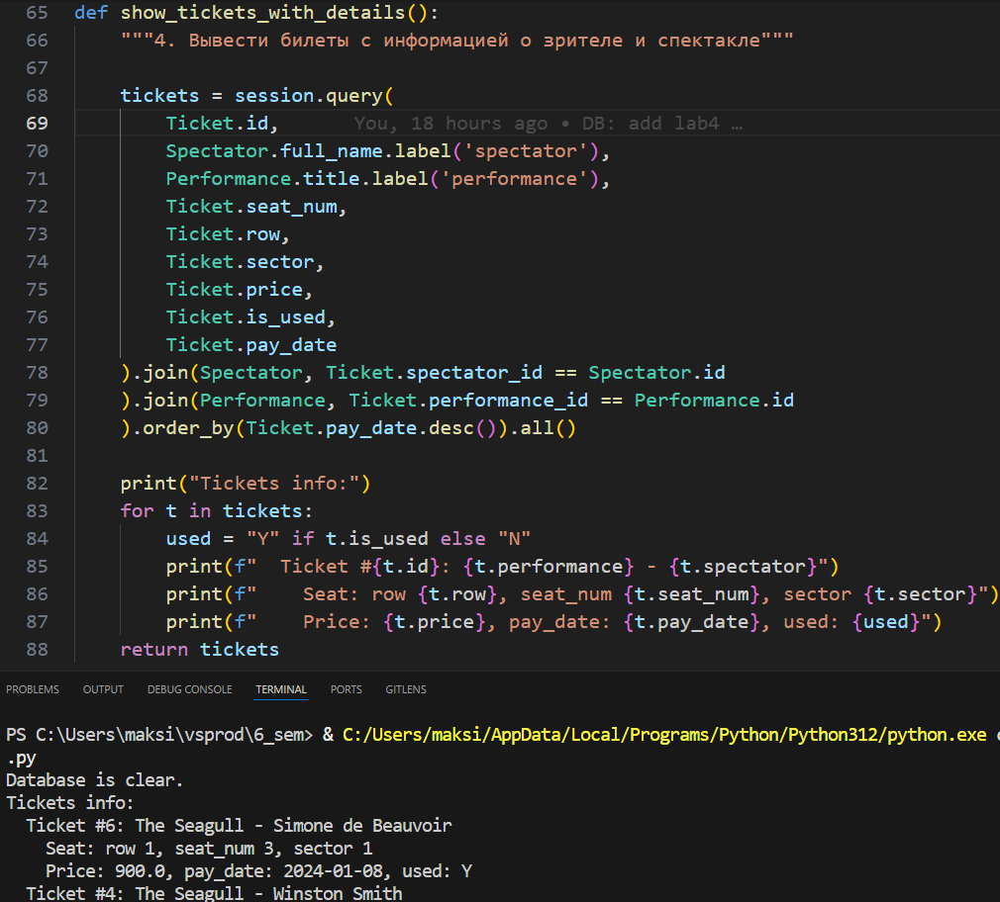 65 def show_tickets_with_details():
66     """4. Вывести билеты с информацией о зрителе и спектакле"""
67
68     tickets = session.query(
69         Ticket.id,     You, 18 hours ago • DB: add lab4 …
70         Spectator.full_name.label('spectator'),
71         Performance.title.label('performance'),
72         Ticket.seat_num,
73         Ticket.row,
74         Ticket.sector,
75         Ticket.price,
76         Ticket.is_used,
77         Ticket.pay_date
78     ).join(Spectator, Ticket.spectator_id == Spectator.id
79     ).join(Performance, Ticket.performance_id == Performance.id
80     ).order_by(Ticket.pay_date.desc()).all()
81
82     print("Tickets info:")
83     for t in tickets:
84         used = "Y" if t.is_used else "N"
85         print(f"  Ticket #{t.id}: {t.performance} - {t.spectator}")
86         print(f"    Seat: row {t.row}, seat_num {t.seat_num}, sector {t.sector}")
87         print(f"    Price: {t.price}, pay_date: {t.pay_date}, used: {used}")
88     return tickets
PROBLEMS OUTPUT DEBUG CONSOLE TERMINAL PORTS GITLENS
PS C:\Users\maksi\vsprod\6_sem> & C:/Users/maksi/AppData/Local/Programs/Python/Python312/python.exe
.py
Database is clear.
Tickets info:
  Ticket #6: The Seagull - Simone de Beauvoir
    Seat: row 1, seat_num 3, sector 1
    Price: 900.0, pay_date: 2024-01-08, used: Y
  Ticket #4: The Seagull - Winston Smith